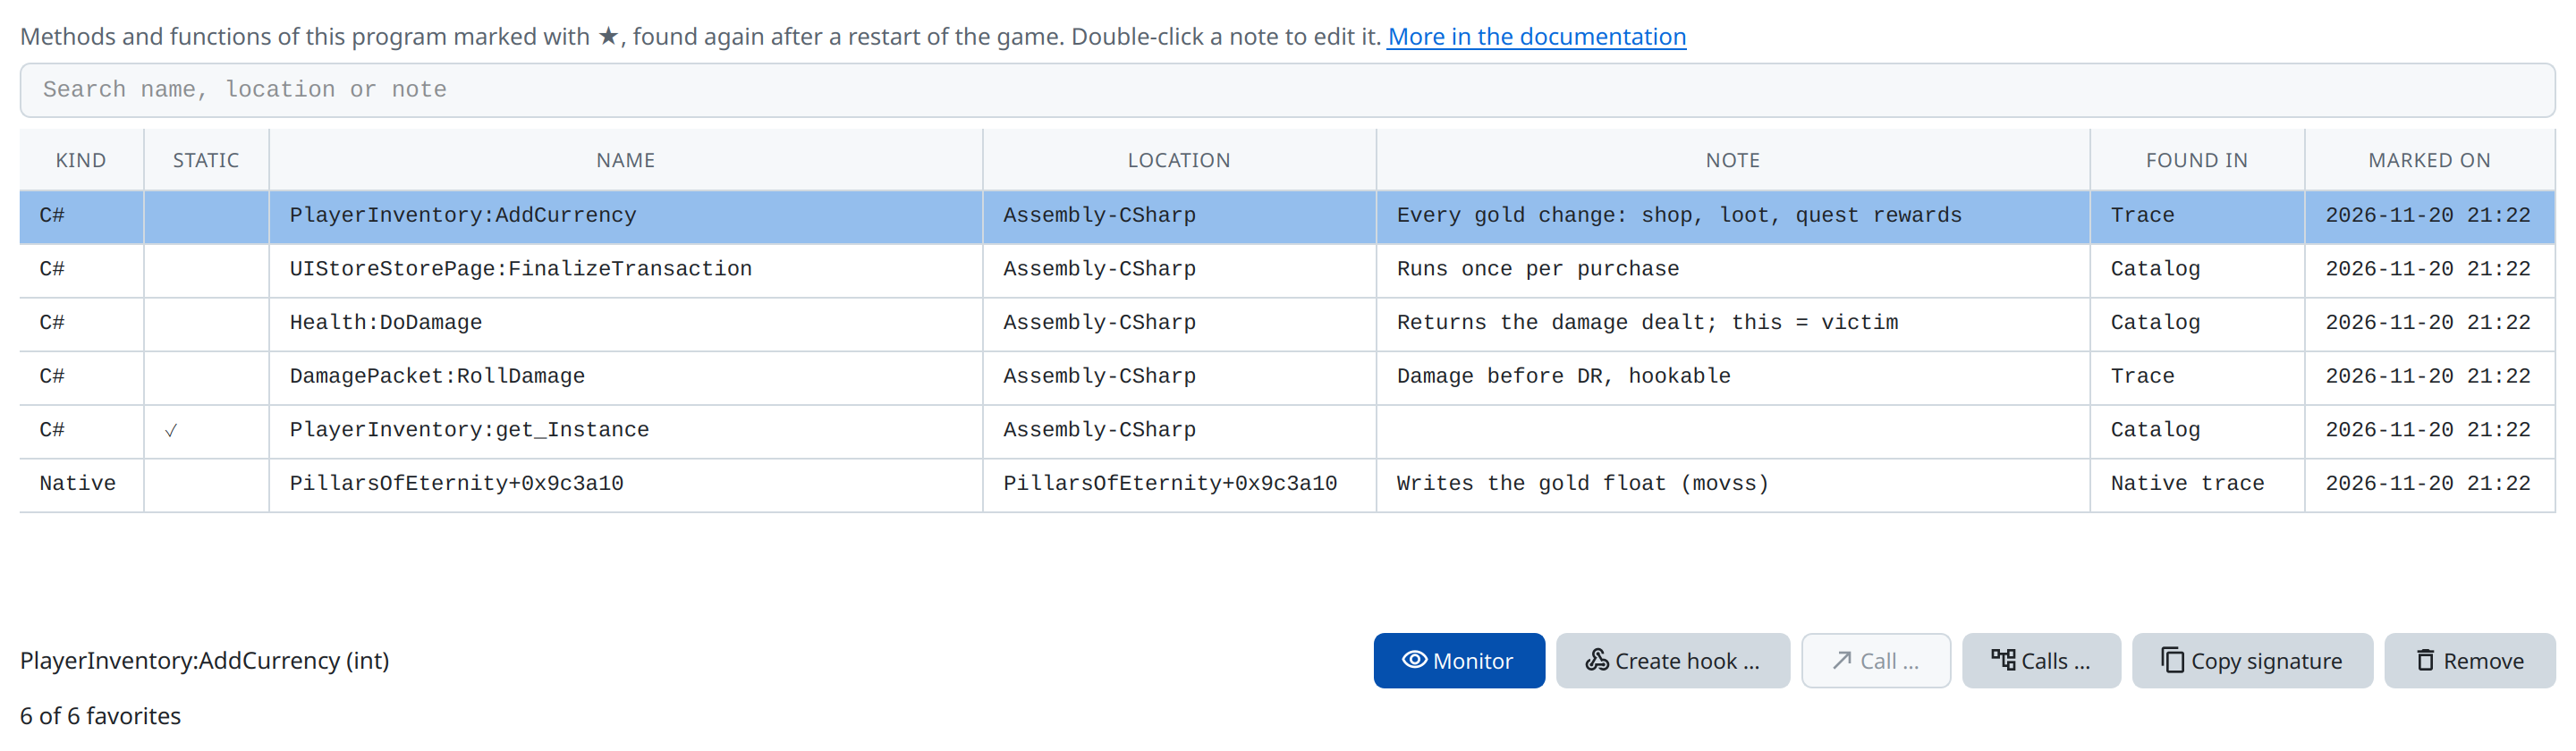 Methods and functions of this program marked with ★, found again after a restart of the game. Double-click a note to edit it. More in the documentation
Search name, location or note
KIND STATIC NAME LOCATION NOTE FOUND IN MARKED ON
C# PlayerInventory:AddCurrency Assembly-CSharp Every gold change: shop, loot, quest rewards Trace 2026-11-20 21:22
C# UIStoreStorePage:FinalizeTransaction Assembly-CSharp Runs once per purchase Catalog 2026-11-20 21:22
C# Health:DoDamage Assembly-CSharp Returns the damage dealt; this = victim Catalog 2026-11-20 21:22
C# DamagePacket:RollDamage Assembly-CSharp Damage before DR, hookable Trace 2026-11-20 21:22
C# ✓ PlayerInventory:get_Instance Assembly-CSharp Catalog 2026-11-20 21:22
Native PillarsOfEternity+0x9c3a10 PillarsOfEternity+0x9c3a10 Writes the gold float (movss) Native trace 2026-11-20 21:22
PlayerInventory:AddCurrency (int) Monitor Create hook ... Call ... Calls ... Copy signature Remove
6 of 6 favorites